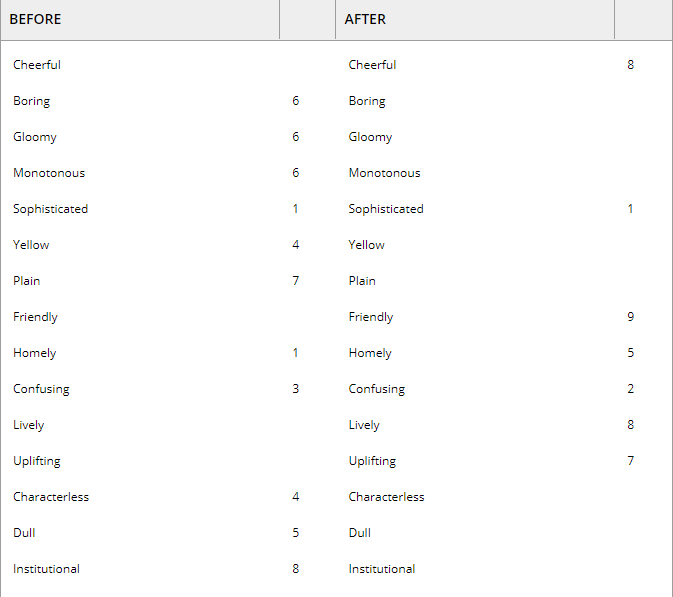 BEFORE AFTER
Cheerful Cheerful 8
Boring 6 Boring
Gloomy 6 Gloomy
Monotonous 6 Monotonous
Sophisticated 1 Sophisticated 1
Yellow 4 Yellow
Plain 7 Plain
Friendly Friendly 9
Homely 1 Homely 5
Confusing 3 Confusing 2
Lively Lively 8
Uplifting Uplifting 7
Characterless 4 Characterless
Dull 5 Dull
Institutional 8 Institutional